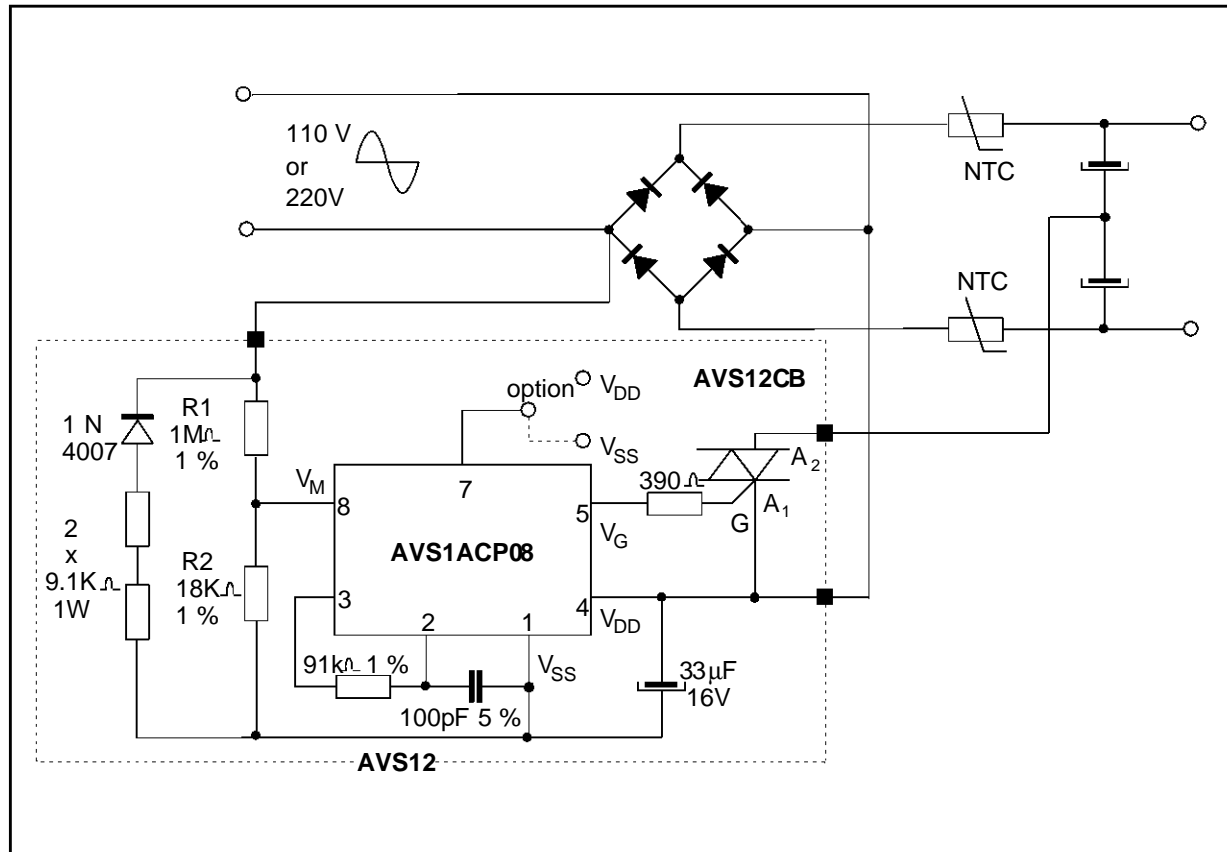 110 V
or
220V
NTC
NTC
AVS12CB
option
V_DD
V_SS
1 N
4007
R1
1MΩ
1 %
V_M
8
7
5
390Ω
G
A_1
A_2
V_G
AVS1ACP08
2
x
9.1KΩ
1W
R2
18KΩ
1 %
3
2
1
4
V_DD
V_SS
91kΩ 1 %
100pF 5 %
33µF
16V
AVS12